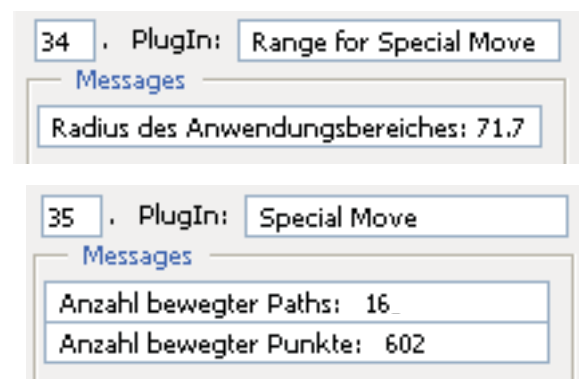 34 . PlugIn: Range for Special Move
Messages
Radius des Anwendungsbereiches: 71.7
35 . PlugIn: Special Move
Messages
Anzahl bewegter Paths: 16
Anzahl bewegter Punkte: 602